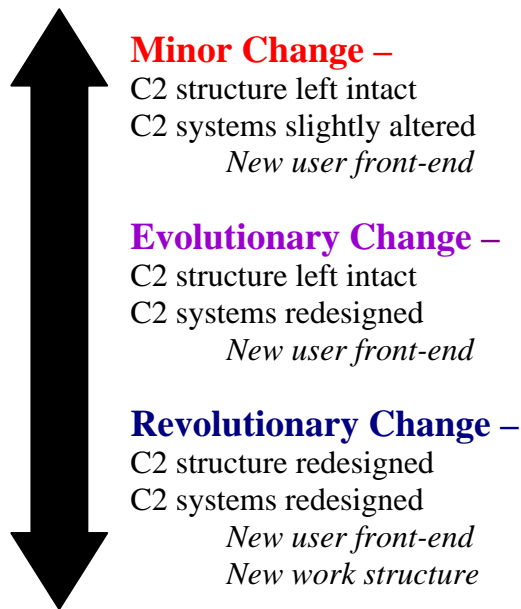 Minor Change –
C2 structure left intact
C2 systems slightly altered
New user front-end
Evolutionary Change –
C2 structure left intact
C2 systems redesigned
New user front-end
Revolutionary Change –
C2 structure redesigned
C2 systems redesigned
New user front-end
New work structure